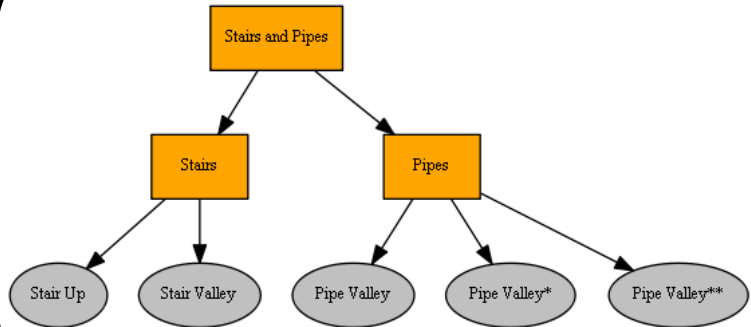 Stairs and Pipes
Stairs
Pipes
Stair Up
Stair Valley
Pipe Valley
Pipe Valley*
Pipe Valley**